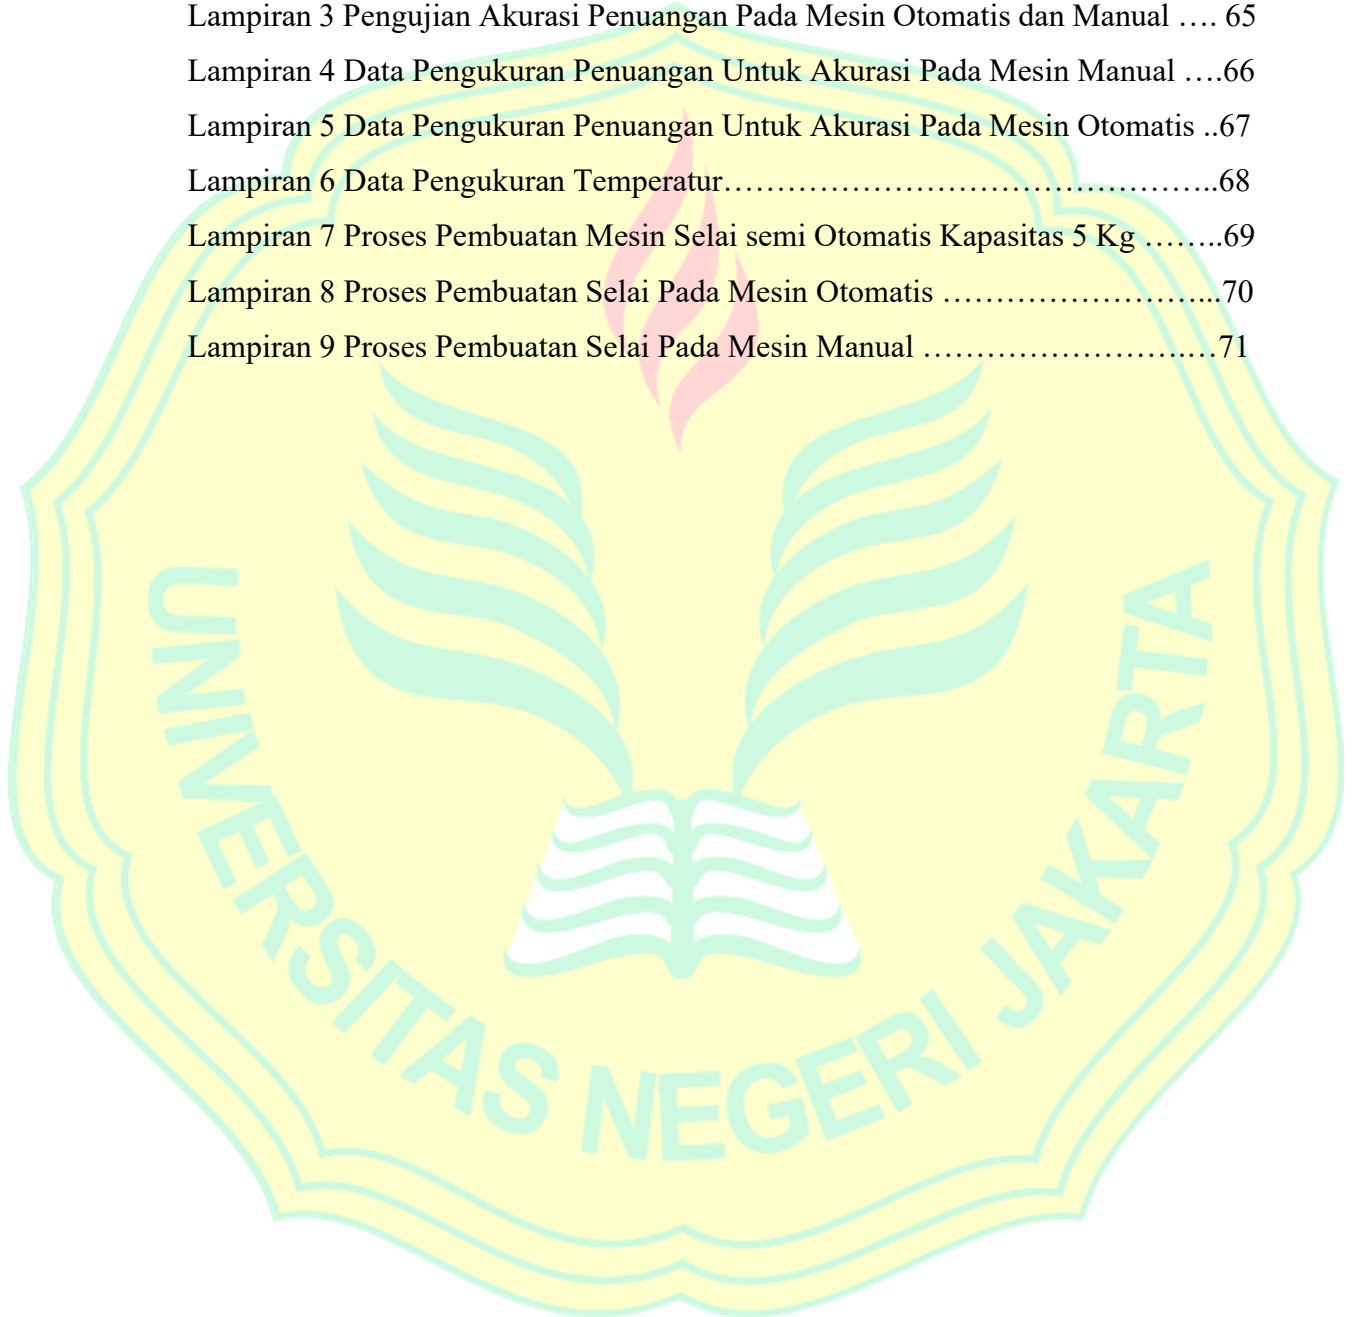 Lampiran 3 Pengujian Akurasi Penuangan Pada Mesin Otomatis dan Manual …. 65
Lampiran 4 Data Pengukuran Penuangan Untuk Akurasi Pada Mesin Manual ….66
Lampiran 5 Data Pengukuran Penuangan Untuk Akurasi Pada Mesin Otomatis ..67
Lampiran 6 Data Pengukuran Temperatur………………………………………………..68
Lampiran 7 Proses Pembuatan Mesin Selai semi Otomatis Kapasitas 5 Kg ……..69
Lampiran 8 Proses Pembuatan Selai Pada Mesin Otomatis …………………………...70
Lampiran 9 Proses Pembuatan Selai Pada Mesin Manual ……………………….…71
UNIVERSITAS NEGERI JAKARTA